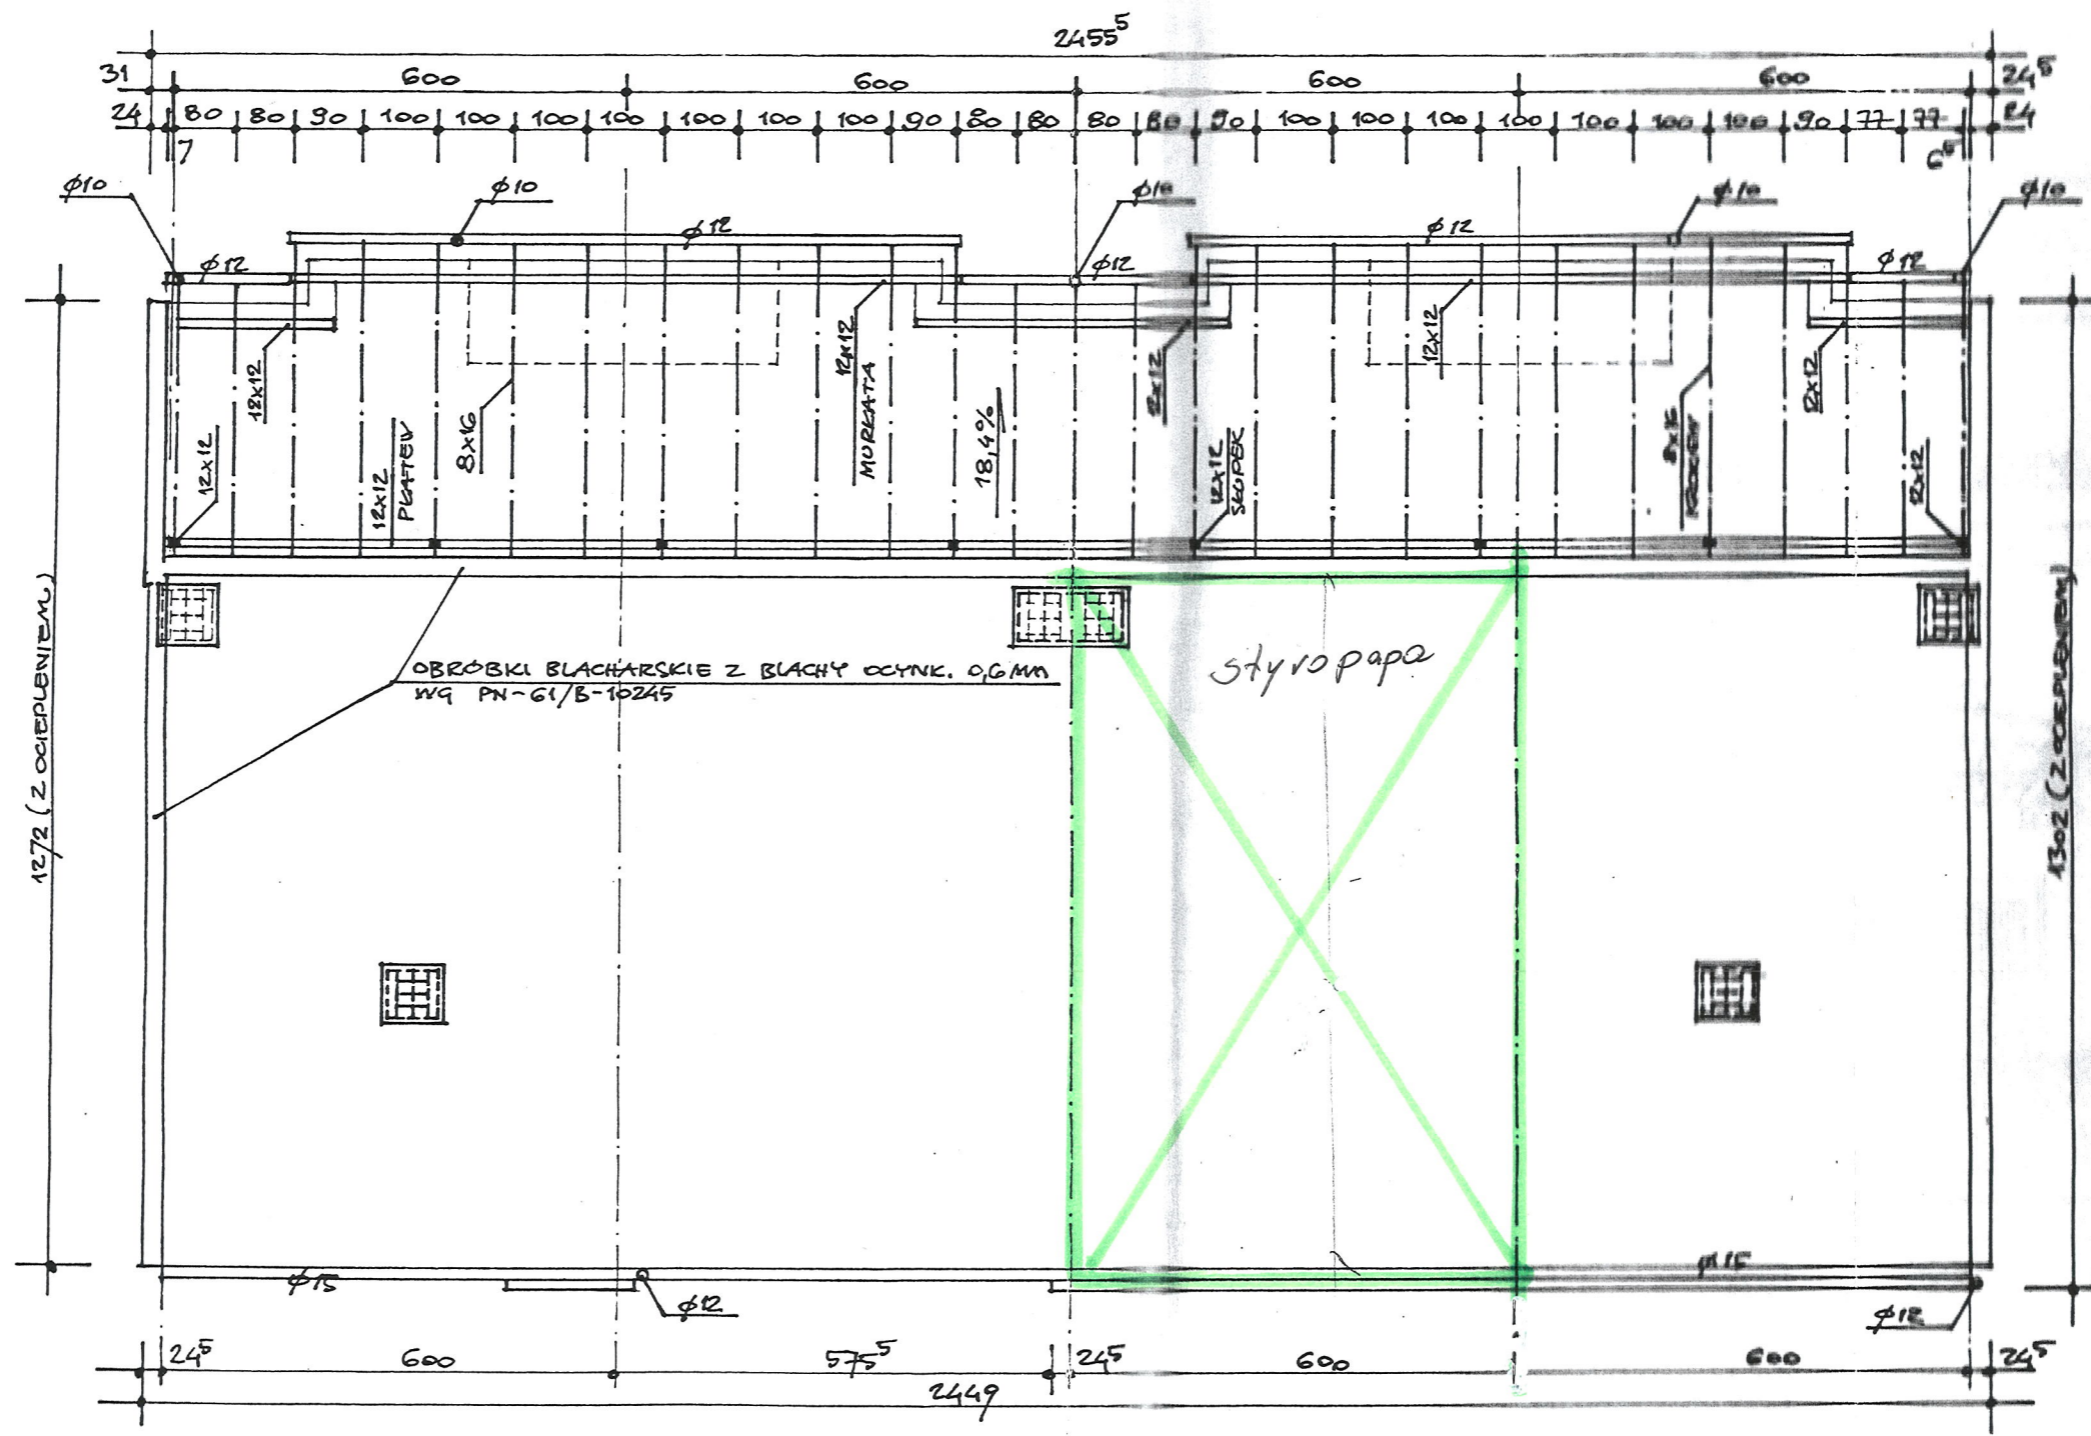 2455⁵
31 600 600 600 600 24⁵
24 80 80 90 100 100 100 100 100 100 100 90 80 80 80 80 90 100 100 100 100 100 100 100 90 77 77 24
7 6⁵
ϕ10 ϕ10 ϕ10 ϕ10 ϕ10
ϕ12 ϕ12
ϕ12 ϕ12 ϕ12
12x12
12x12
12x12
PŁATEW
8x16
12x12
MURŁATA
18,4%
12x12
12x12
SŁUPEK
12x12
8x16
KROKIEW
12x12
12x12
1272 (Z OCIEPLENIEM)
1302 (Z OCIEPLENIEM)
styropapa
OBRÓBKI BLACHARSKIE Z BLACHY OCYNK. 0,6 MM
WG PN-61/B-10245
ϕ15
ϕ12 ϕ12
24⁵ 600 575⁵ 24⁵ 600 600 24⁵
2449